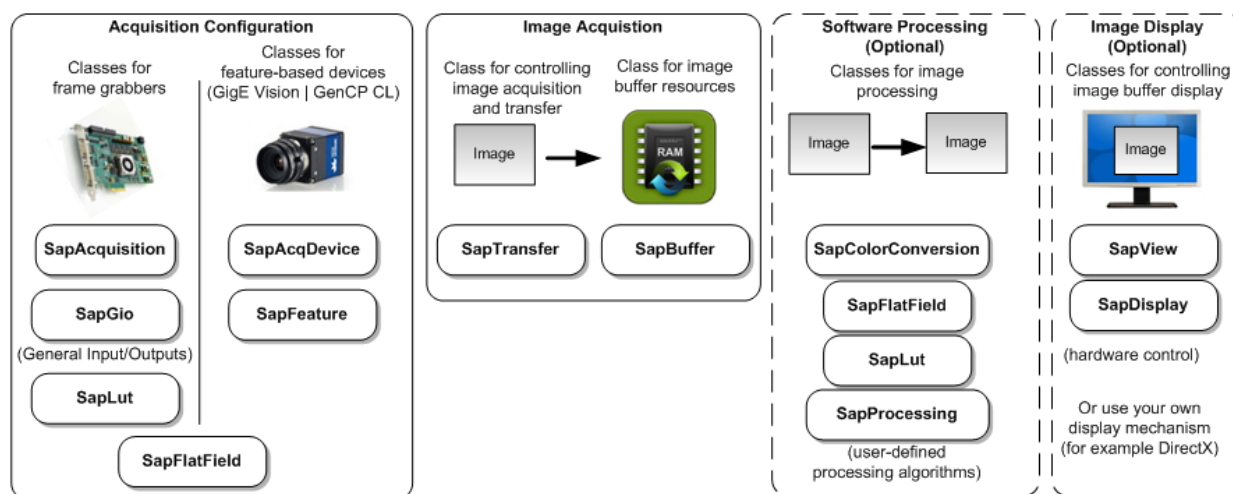 Acquisition Configuration
Classes for
frame grabbers
Classes for
feature-based devices
(GigE Vision | GenCP CL)
SapAcquisition
SapGio
(General Input/Outputs)
SapLut
SapAcqDevice
SapFeature
SapFlatField
Image Acquistion
Class for controlling
image acquisition
and transfer
Image
Class for image
buffer resources
RAM
SapTransfer
SapBuffer
Software Processing
(Optional)
Classes for image
processing
Image
Image
SapColorConversion
SapFlatField
SapLut
SapProcessing
(user-defined
processing algorithms)
Image Display
(Optional)
Classes for controlling
image buffer display
Image
SapView
SapDisplay
(hardware control)
Or use your own
display mechanism
(for example DirectX)